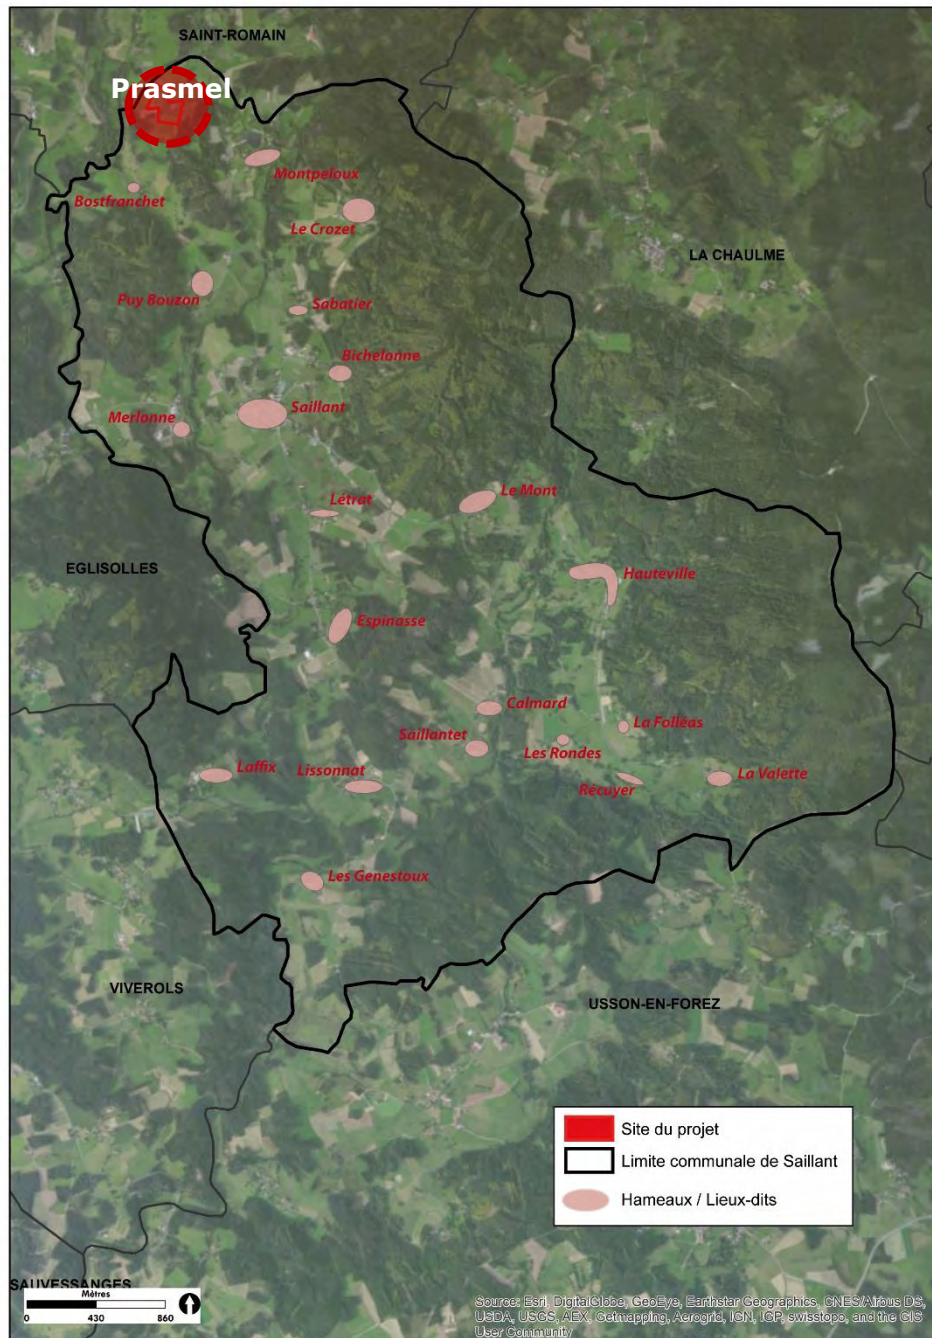 SAINT-ROMAIN
Prasmel
Montpeloux
Bostfranchet
Le Crozet
LA CHAULME
Puy Bouzon
Sabatier
Bichelonne
Saillant
Merlonne
Le Mont
Létrat
EGLISOLLES
Hauteville
Espinasse
Calmard
La Folléas
Saillantet
Les Rondes
Laffix
Lissonnat
La Valette
Récuyer
Les Genestoux
VIVEROLS
USSON-EN-FOREZ
Site du projet
Limite communale de Saillant
Hameaux / Lieux-dits
SAUVESSANGES
Mètres
0 430 860
Source: Esri, DigitalGlobe, GeoEye, Earthstar Geographics, CNES/Airbus DS,
USDA, USGS, AEX, Getmapping, Aerogrid, IGN, IGP, swisstopo, and the GIS
User Community